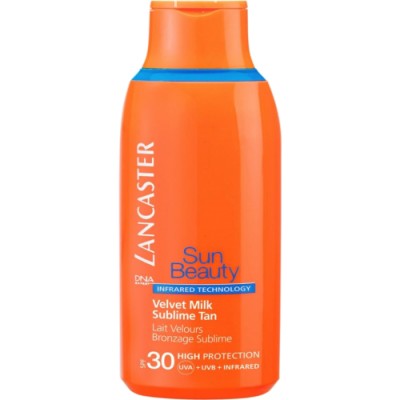 LANCASTER
Sun
Beauty
DNA
INFRARED TECHNOLOGY
Velvet Milk
Sublime Tan
Lait Velours
Bronzage Sublime
SPF 30 HIGH PROTECTION
UVA + UVB + INFRARED